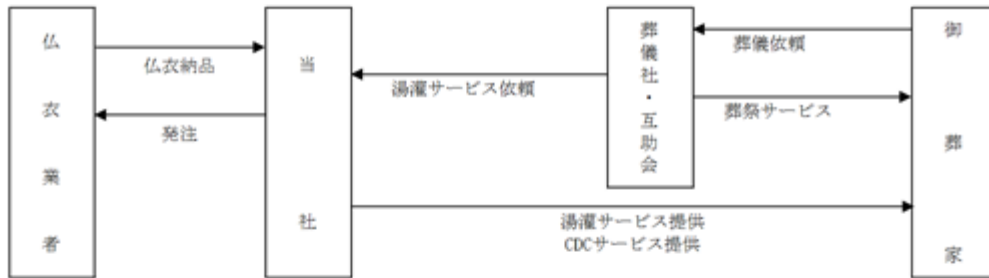 仏衣業者
仏衣納品
発注
当社
湯灌サービス依頼
葬儀社・互助会
葬儀依頼
葬祭サービス
湯灌サービス提供
CDCサービス提供
御葬家